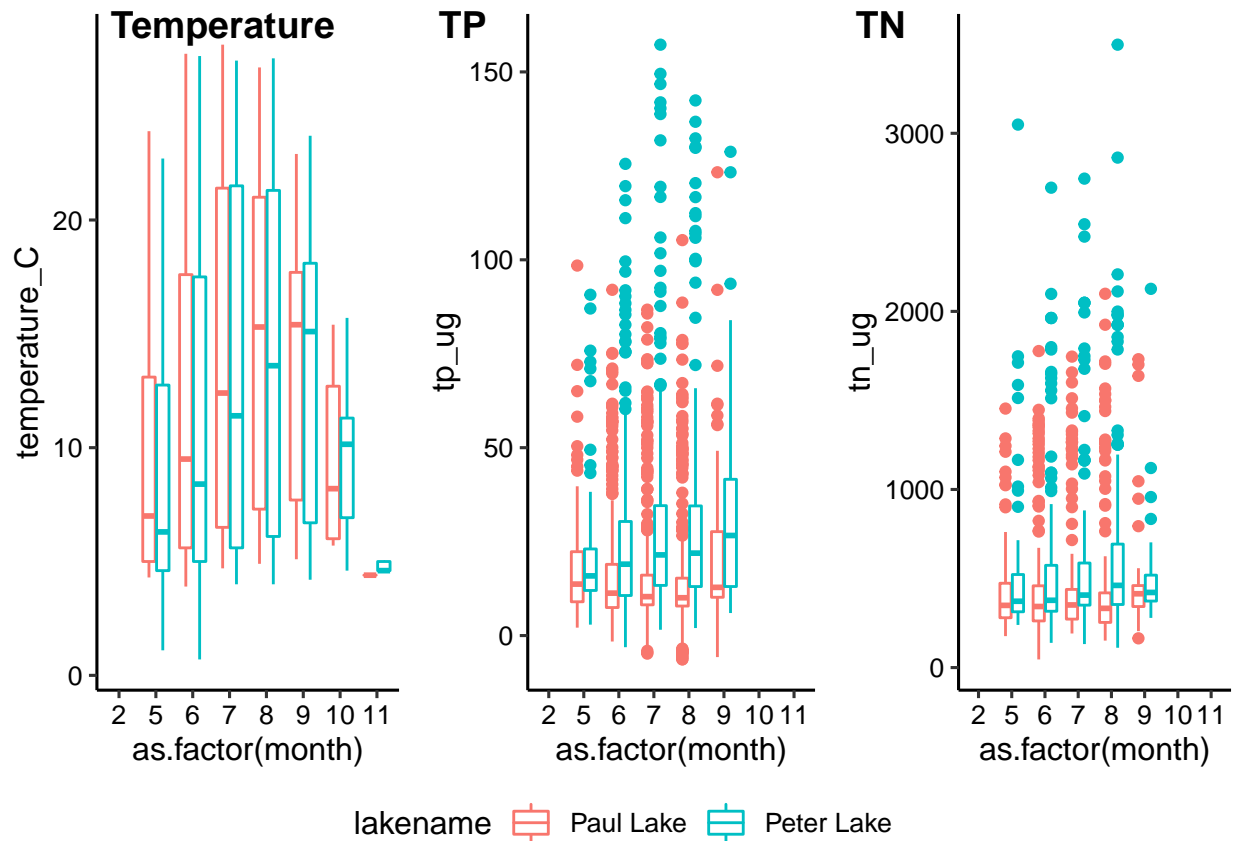 Temperature
TP
TN
temperature_C
20
10
0
2 5 6 7 8 9 10 11
as.factor(month)
tp_ug
150
100
50
0
2 5 6 7 8 9 10 11
as.factor(month)
tn_ug
3000
2000
1000
0
2 5 6 7 8 9 10 11
as.factor(month)
lakename Paul Lake Peter Lake